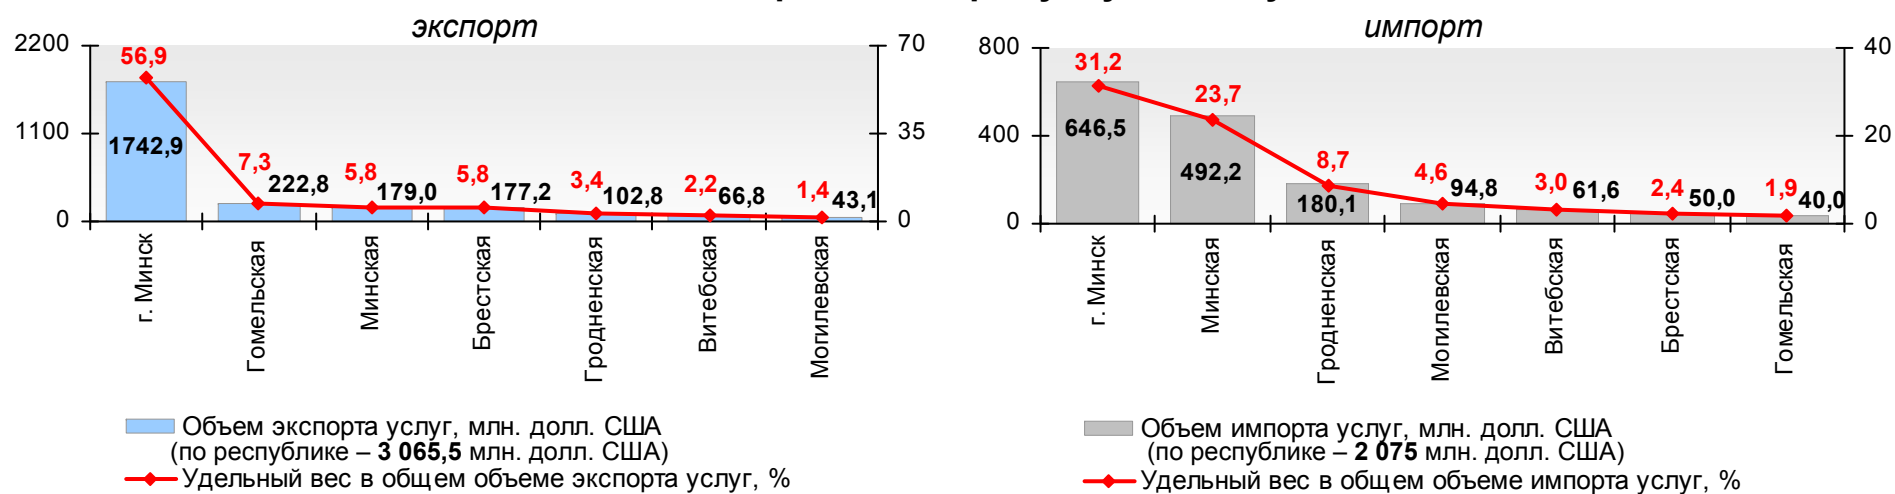 экспорт
2200
1100
0
70
35
0
56,9
7,3
5,8
5,8
3,4
2,2
1,4
1742,9
222,8
179,0
177,2
102,8
66,8
43,1
г. Минск
Гомельская
Минская
Брестская
Гродненская
Витебская
Могилевская
Объем экспорта услуг, млн. долл. США
(по республике – 3 065,5 млн. долл. США)
Удельный вес в общем объеме экспорта услуг, %
импорт
800
400
0
40
20
0
31,2
23,7
8,7
4,6
3,0
2,4
1,9
646,5
492,2
180,1
94,8
61,6
50,0
40,0
г. Минск
Минская
Гродненская
Могилевская
Витебская
Брестская
Гомельская
Объем импорта услуг, млн. долл. США
(по республике – 2 075 млн. долл. США)
Удельный вес в общем объеме импорта услуг, %